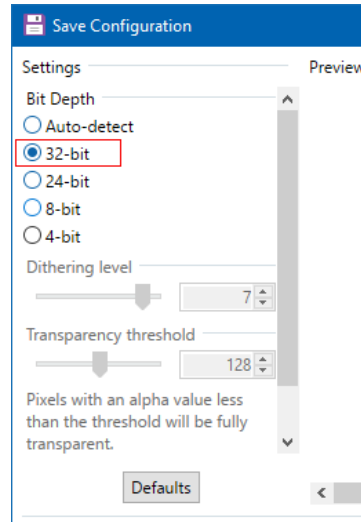 Save Configuration
Settings
Preview
Bit Depth
Auto-detect
32-bit
24-bit
8-bit
4-bit
Dithering level
7
Transparency threshold
128
Pixels with an alpha value less
than the threshold will be fully
transparent.
Defaults